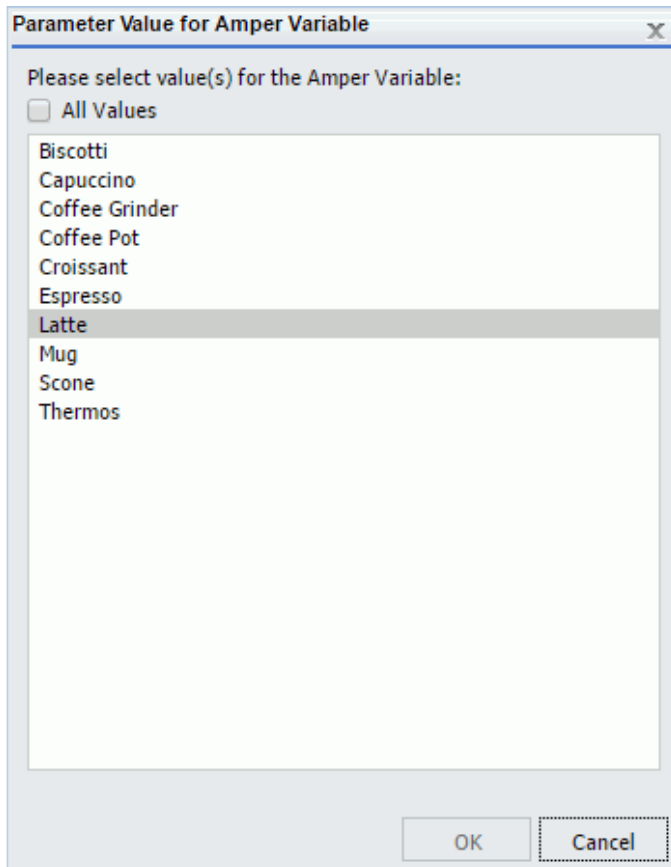 Parameter Value for Amper Variable
X
Please select value(s) for the Amper Variable:
All Values
Biscotti
Capuccino
Coffee Grinder
Coffee Pot
Croissant
Espresso
Latte
Mug
Scone
Thermos
OK Cancel